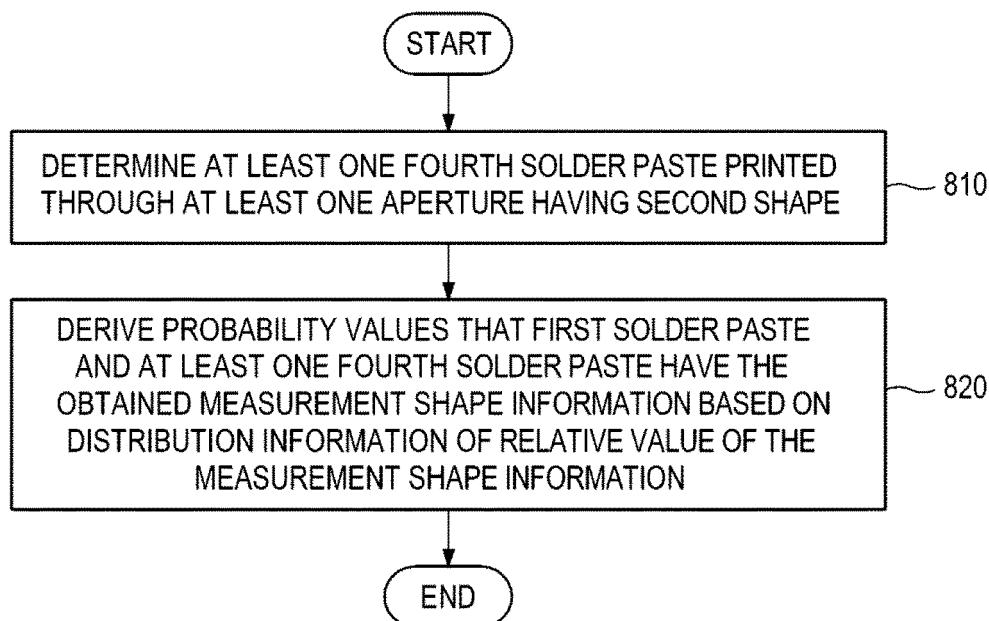 START
DETERMINE AT LEAST ONE FOURTH SOLDER PASTE PRINTED
THROUGH AT LEAST ONE APERTURE HAVING SECOND SHAPE
810
DERIVE PROBABILITY VALUES THAT FIRST SOLDER PASTE
AND AT LEAST ONE FOURTH SOLDER PASTE HAVE THE
OBTAINED MEASUREMENT SHAPE INFORMATION BASED ON
DISTRIBUTION INFORMATION OF RELATIVE VALUE OF THE
MEASUREMENT SHAPE INFORMATION
820
END